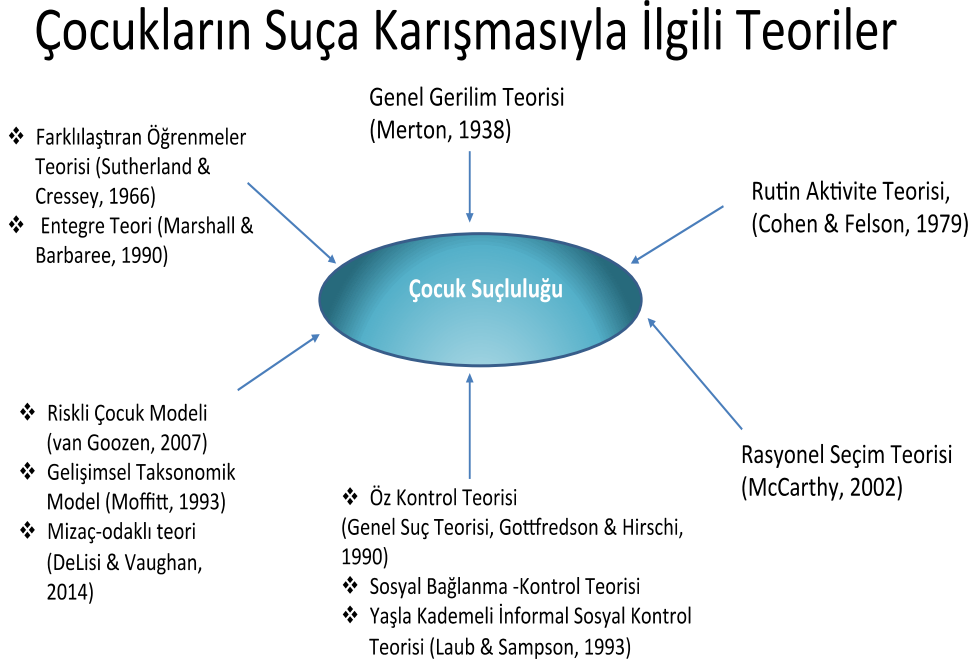 Çocukların Suça Karışmasıyla İlgili Teoriler
Genel Gerilim Teorisi
(Merton, 1938)
❖ Farklılaştıran Öğrenmeler
Teorisi (Sutherland &
Cressey, 1966)
❖ Entegre Teori (Marshall &
Barbaree, 1990)
Rutin Aktivite Teorisi,
(Cohen & Felson, 1979)
Çocuk Suçluluğu
❖ Riskli Çocuk Modeli
(van Goozen, 2007)
❖ Gelişimsel Taksonomik
Model (Moffitt, 1993)
❖ Mizaç-odaklı teori
(DeLisi & Vaughan,
2014)
❖ Öz Kontrol Teorisi
(Genel Suç Teorisi, Gottfredson & Hirschi,
1990)
❖ Sosyal Bağlanma -Kontrol Teorisi
❖ Yaşla Kademeli İnformal Sosyal Kontrol
Teorisi (Laub & Sampson, 1993)
Rasyonel Seçim Teorisi
(McCarthy, 2002)